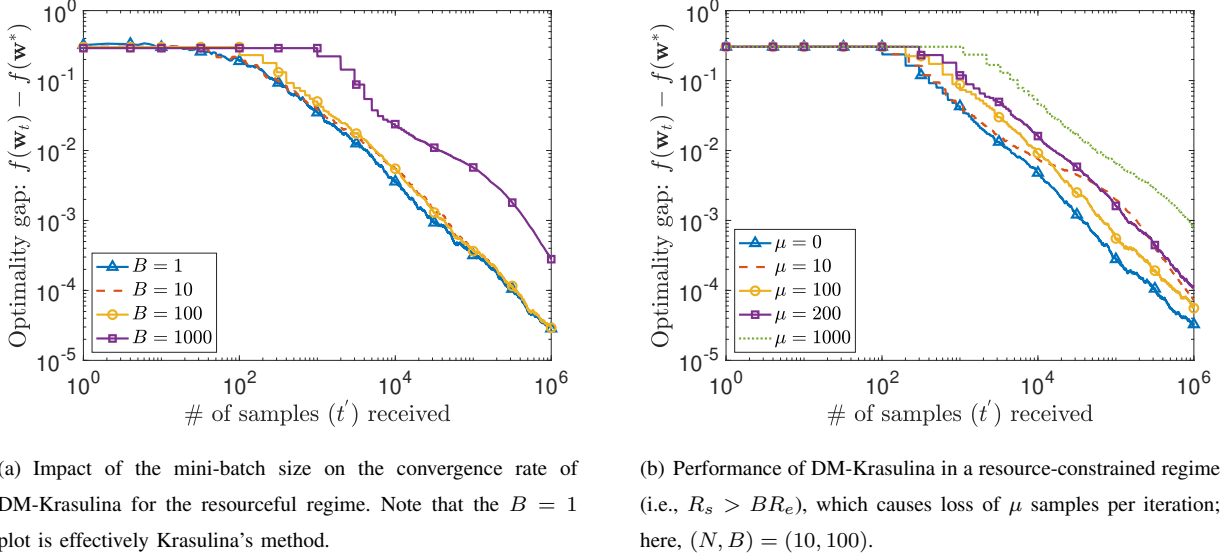 Optimality gap: f(w_t) − f(w*)
10^0
10^-1
10^-2
10^-3
10^-4
10^-5
B = 1
B = 10
B = 100
B = 1000
10^0 10^2 10^4 10^6
# of samples (t′) received
(a) Impact of the mini-batch size on the convergence rate of
DM-Krasulina for the resourceful regime. Note that the B = 1
plot is effectively Krasulina's method.
Optimality gap: f(w_t) − f(w*)
10^0
10^-1
10^-2
10^-3
10^-4
10^-5
μ = 0
μ = 10
μ = 100
μ = 200
μ = 1000
10^0 10^2 10^4 10^6
# of samples (t′) received
(b) Performance of DM-Krasulina in a resource-constrained regime
(i.e., R_s > BR_e), which causes loss of μ samples per iteration;
here, (N, B) = (10, 100).